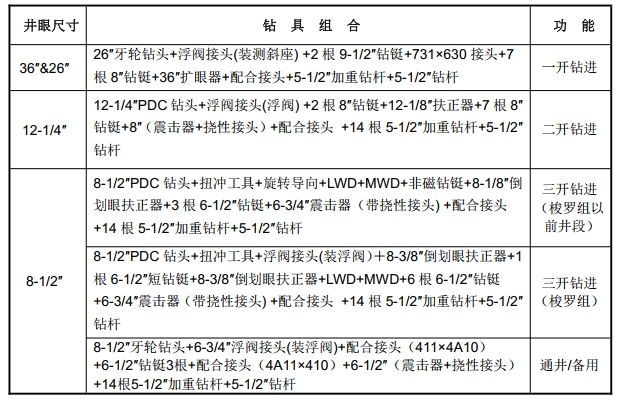 井眼尺寸 钻 具 组 合 功 能
36″&26″
26″牙轮钻头+浮阀接头(装测斜座) +2 根 9-1/2″钻铤+731×630 接头+7
根 8″钻铤+36″扩眼器+配合接头+5-1/2″加重钻杆+5-1/2″钻杆
一开钻进
12-1/4″
12-1/4″PDC 钻头+浮阀接头(浮阀) +2 根 8″钻铤+12-1/8″扶正器+7 根 8″
钻铤+8″（震击器+挠性接头）+配合接头 +14 根 5-1/2″加重钻杆+5-1/2″
钻杆
二开钻进
8-1/2″
8-1/2″PDC 钻头+扭冲工具+旋转导向+LWD+MWD+非磁钻铤+8-1/8″倒
划眼扶正器+3 根 6-1/2″钻铤+6-3/4″震击器（带挠性接头) +配合接头
+14 根 5-1/2″加重钻杆+5-1/2″钻杆
三开钻进
（梭罗组以
前井段）
8-1/2″PDC 钻头+扭冲工具+浮阀接头(装浮阀)＋8-3/8″倒划眼扶正器+1
根 6-1/2″短钻铤+8-3/8″倒划眼扶正器+LWD+MWD+6 根 6-1/2″钻铤
+6-3/4″震击器（带挠性接头) +配合接头 +14 根 5-1/2″加重钻杆+5-1/2″
钻杆
三开钻进
（梭罗组）
8-1/2″牙轮钻头+6-3/4″浮阀接头(装浮阀)+配合接头（411×4A10）
+6-1/2″钻铤3根+配合接头（4A11×410）+6-1/2″（震击器+挠性接头）
+14根5-1/2″加重钻杆+5-1/2″钻杆
通井/备用